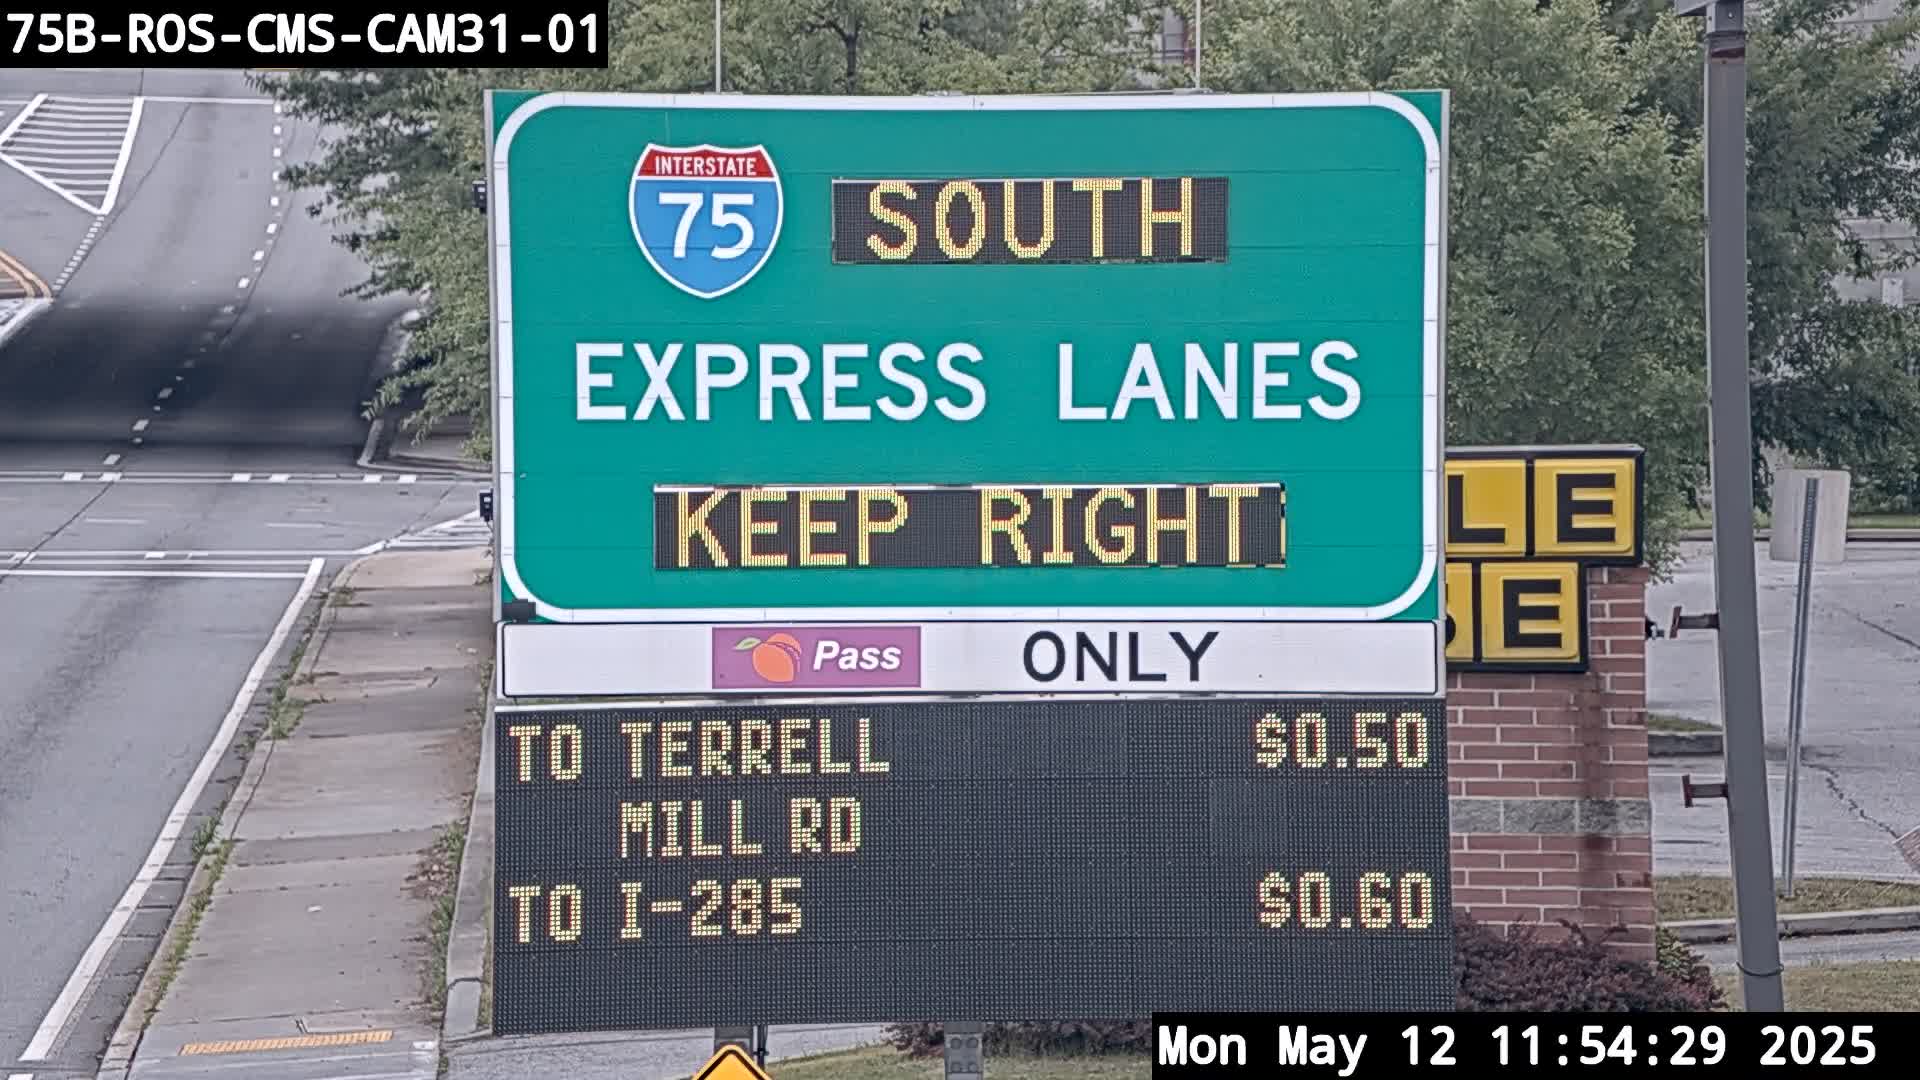 75B-ROS-CMS-CAM31-01
INTERSTATE
75
SOUTH
EXPRESS LANES
KEEP RIGHT
LE
E
Pass
ONLY
TO TERRELL $0.50
MILL RD
TO I-285 $0.60
Mon May 12 11:54:29 2025